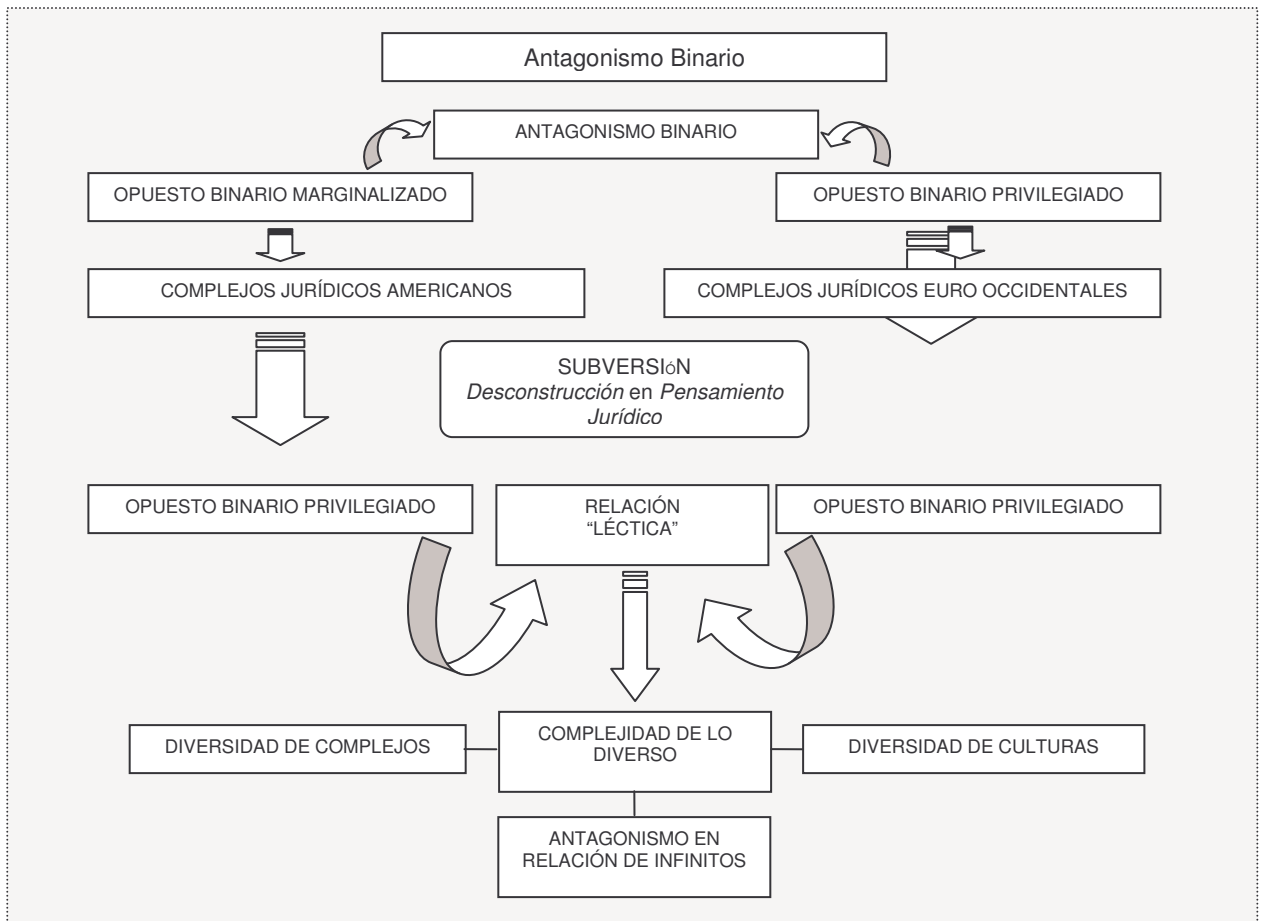 Antagonismo Binario
ANTAGONISMO BINARIO
OPUESTO BINARIO MARGINALIZADO
OPUESTO BINARIO PRIVILEGIADO
COMPLEJOS JURÍDICOS AMERICANOS
COMPLEJOS JURÍDICOS EURO OCCIDENTALES
SUBVERSIóN
Desconstrucción en Pensamiento
Jurídico
OPUESTO BINARIO PRIVILEGIADO
RELACIÓN
“LÉCTICA”
OPUESTO BINARIO PRIVILEGIADO
DIVERSIDAD DE COMPLEJOS
COMPLEJIDAD DE LO
DIVERSO
DIVERSIDAD DE CULTURAS
ANTAGONISMO EN
RELACIÓN DE INFINITOS